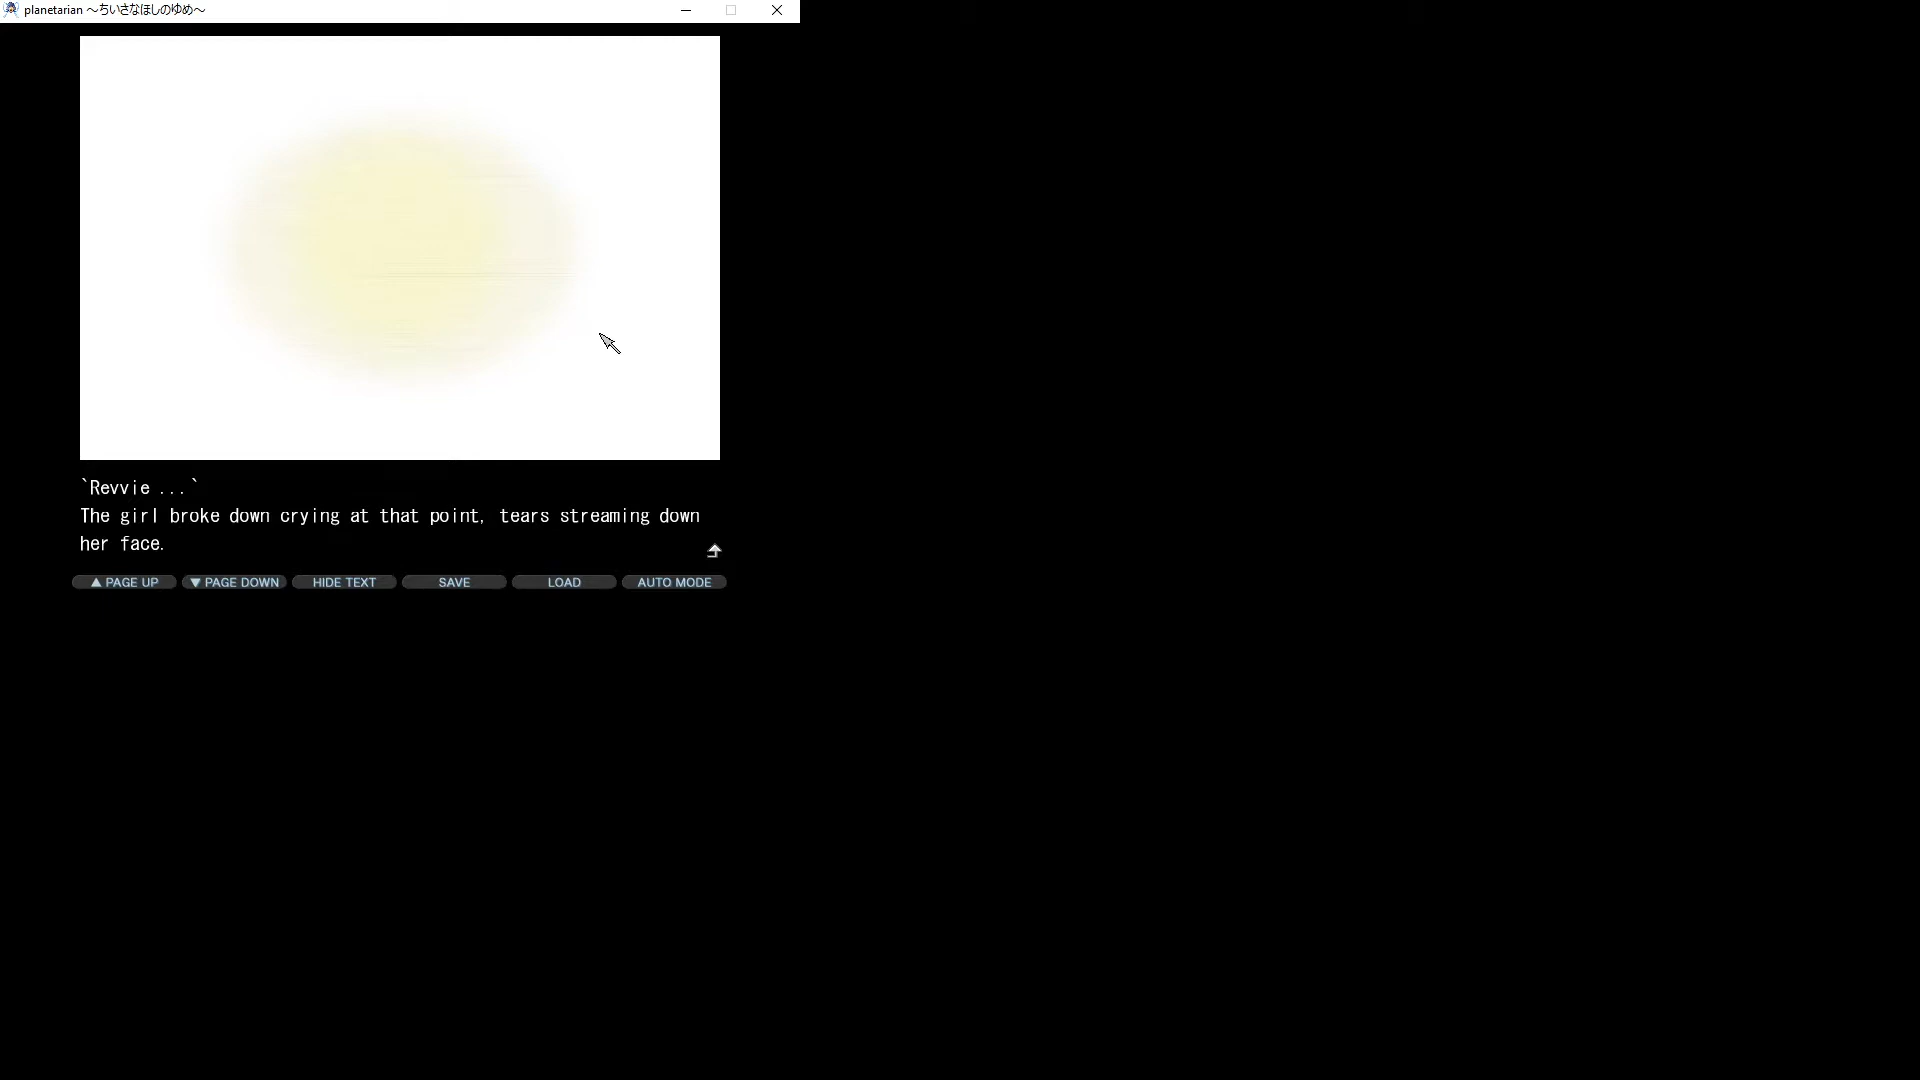 planetarian ～ちいさなほしのゆめ～
`Revvie ...`
The girl broke down crying at that point, tears streaming down
her face.
▲ PAGE UP ▼ PAGE DOWN HIDE TEXT SAVE LOAD AUTO MODE